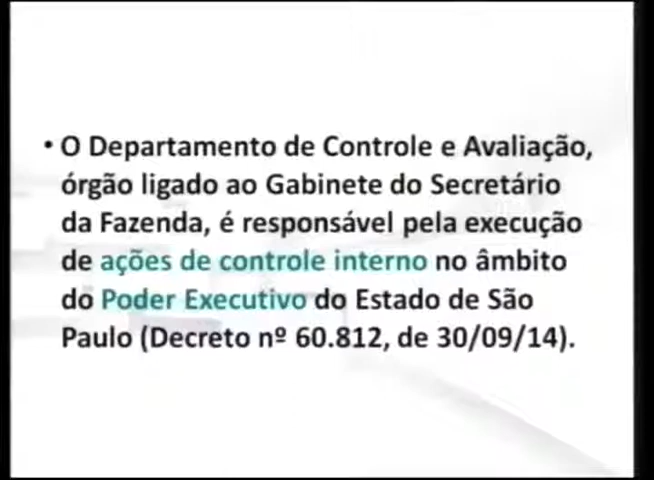 • O Departamento de Controle e Avaliação,
órgão ligado ao Gabinete do Secretário
da Fazenda, é responsável pela execução
de ações de controle interno no âmbito
do Poder Executivo do Estado de São
Paulo (Decreto nº 60.812, de 30/09/14).